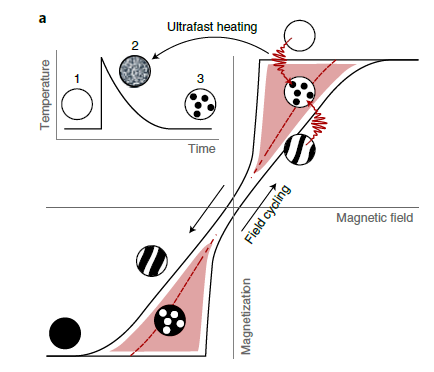 a
Ultrafast heating
Temperature
1
2
3
Time
Field cycling
Magnetic field
Magnetization